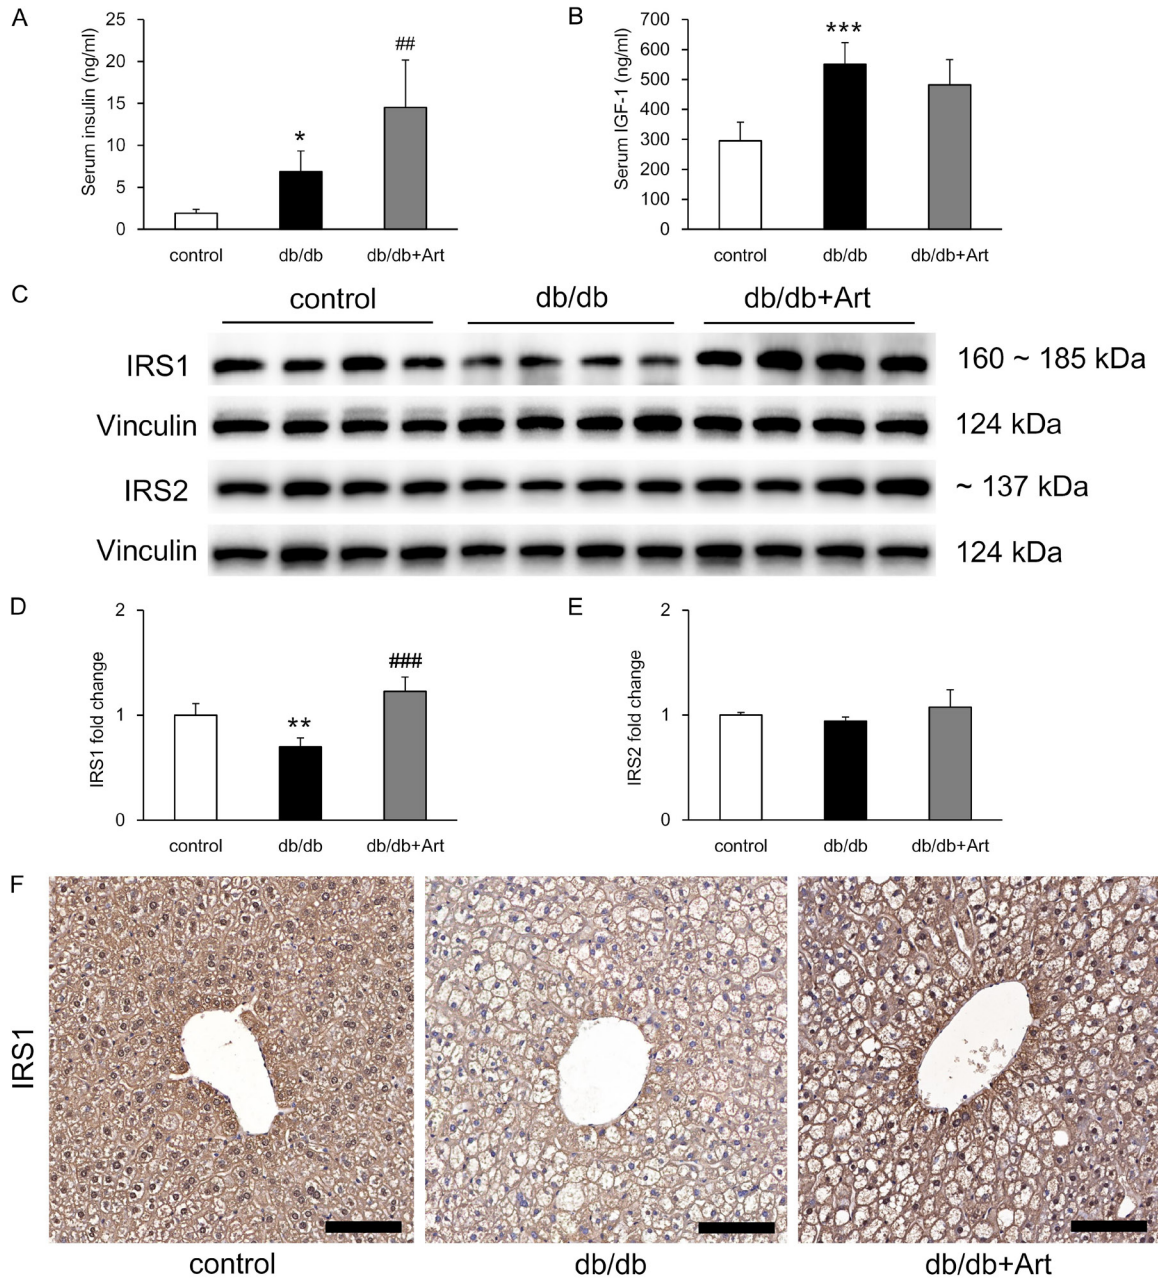 A
Serum insulin (ng/ml)
25
20
15
10
5
0
*
##
control
db/db
db/db+Art
B
Serum IGF-1 (ng/ml)
700
600
500
400
300
200
100
0
***
control
db/db
db/db+Art
C
control
db/db
db/db+Art
IRS1
160 ~ 185 kDa
Vinculin
124 kDa
IRS2
~ 137 kDa
Vinculin
124 kDa
D
IRS1 fold change
2
1
0
**
###
control
db/db
db/db+Art
E
IRS2 fold change
2
1
0
control
db/db
db/db+Art
F
IRS1
control
db/db
db/db+Art